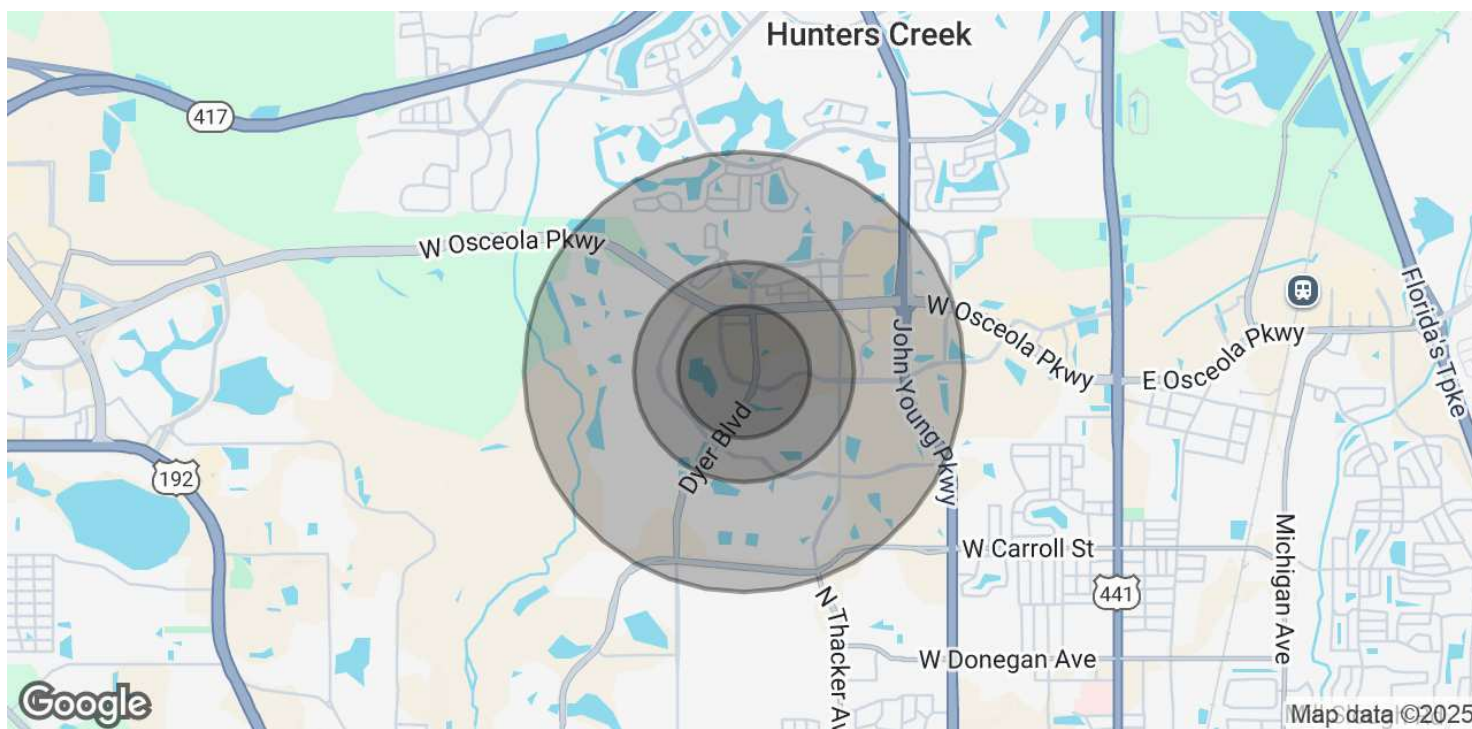 Hunters Creek
417
W Osceola Pkwy
W Osceola Pkwy
John Young Pkwy
E Osceola Pkwy
Florida's Tpke
Dyer Blvd
192
W Carroll St
441
Michigan Ave
N Thacker Av
W Donegan Ave
Google
Map data ©2025